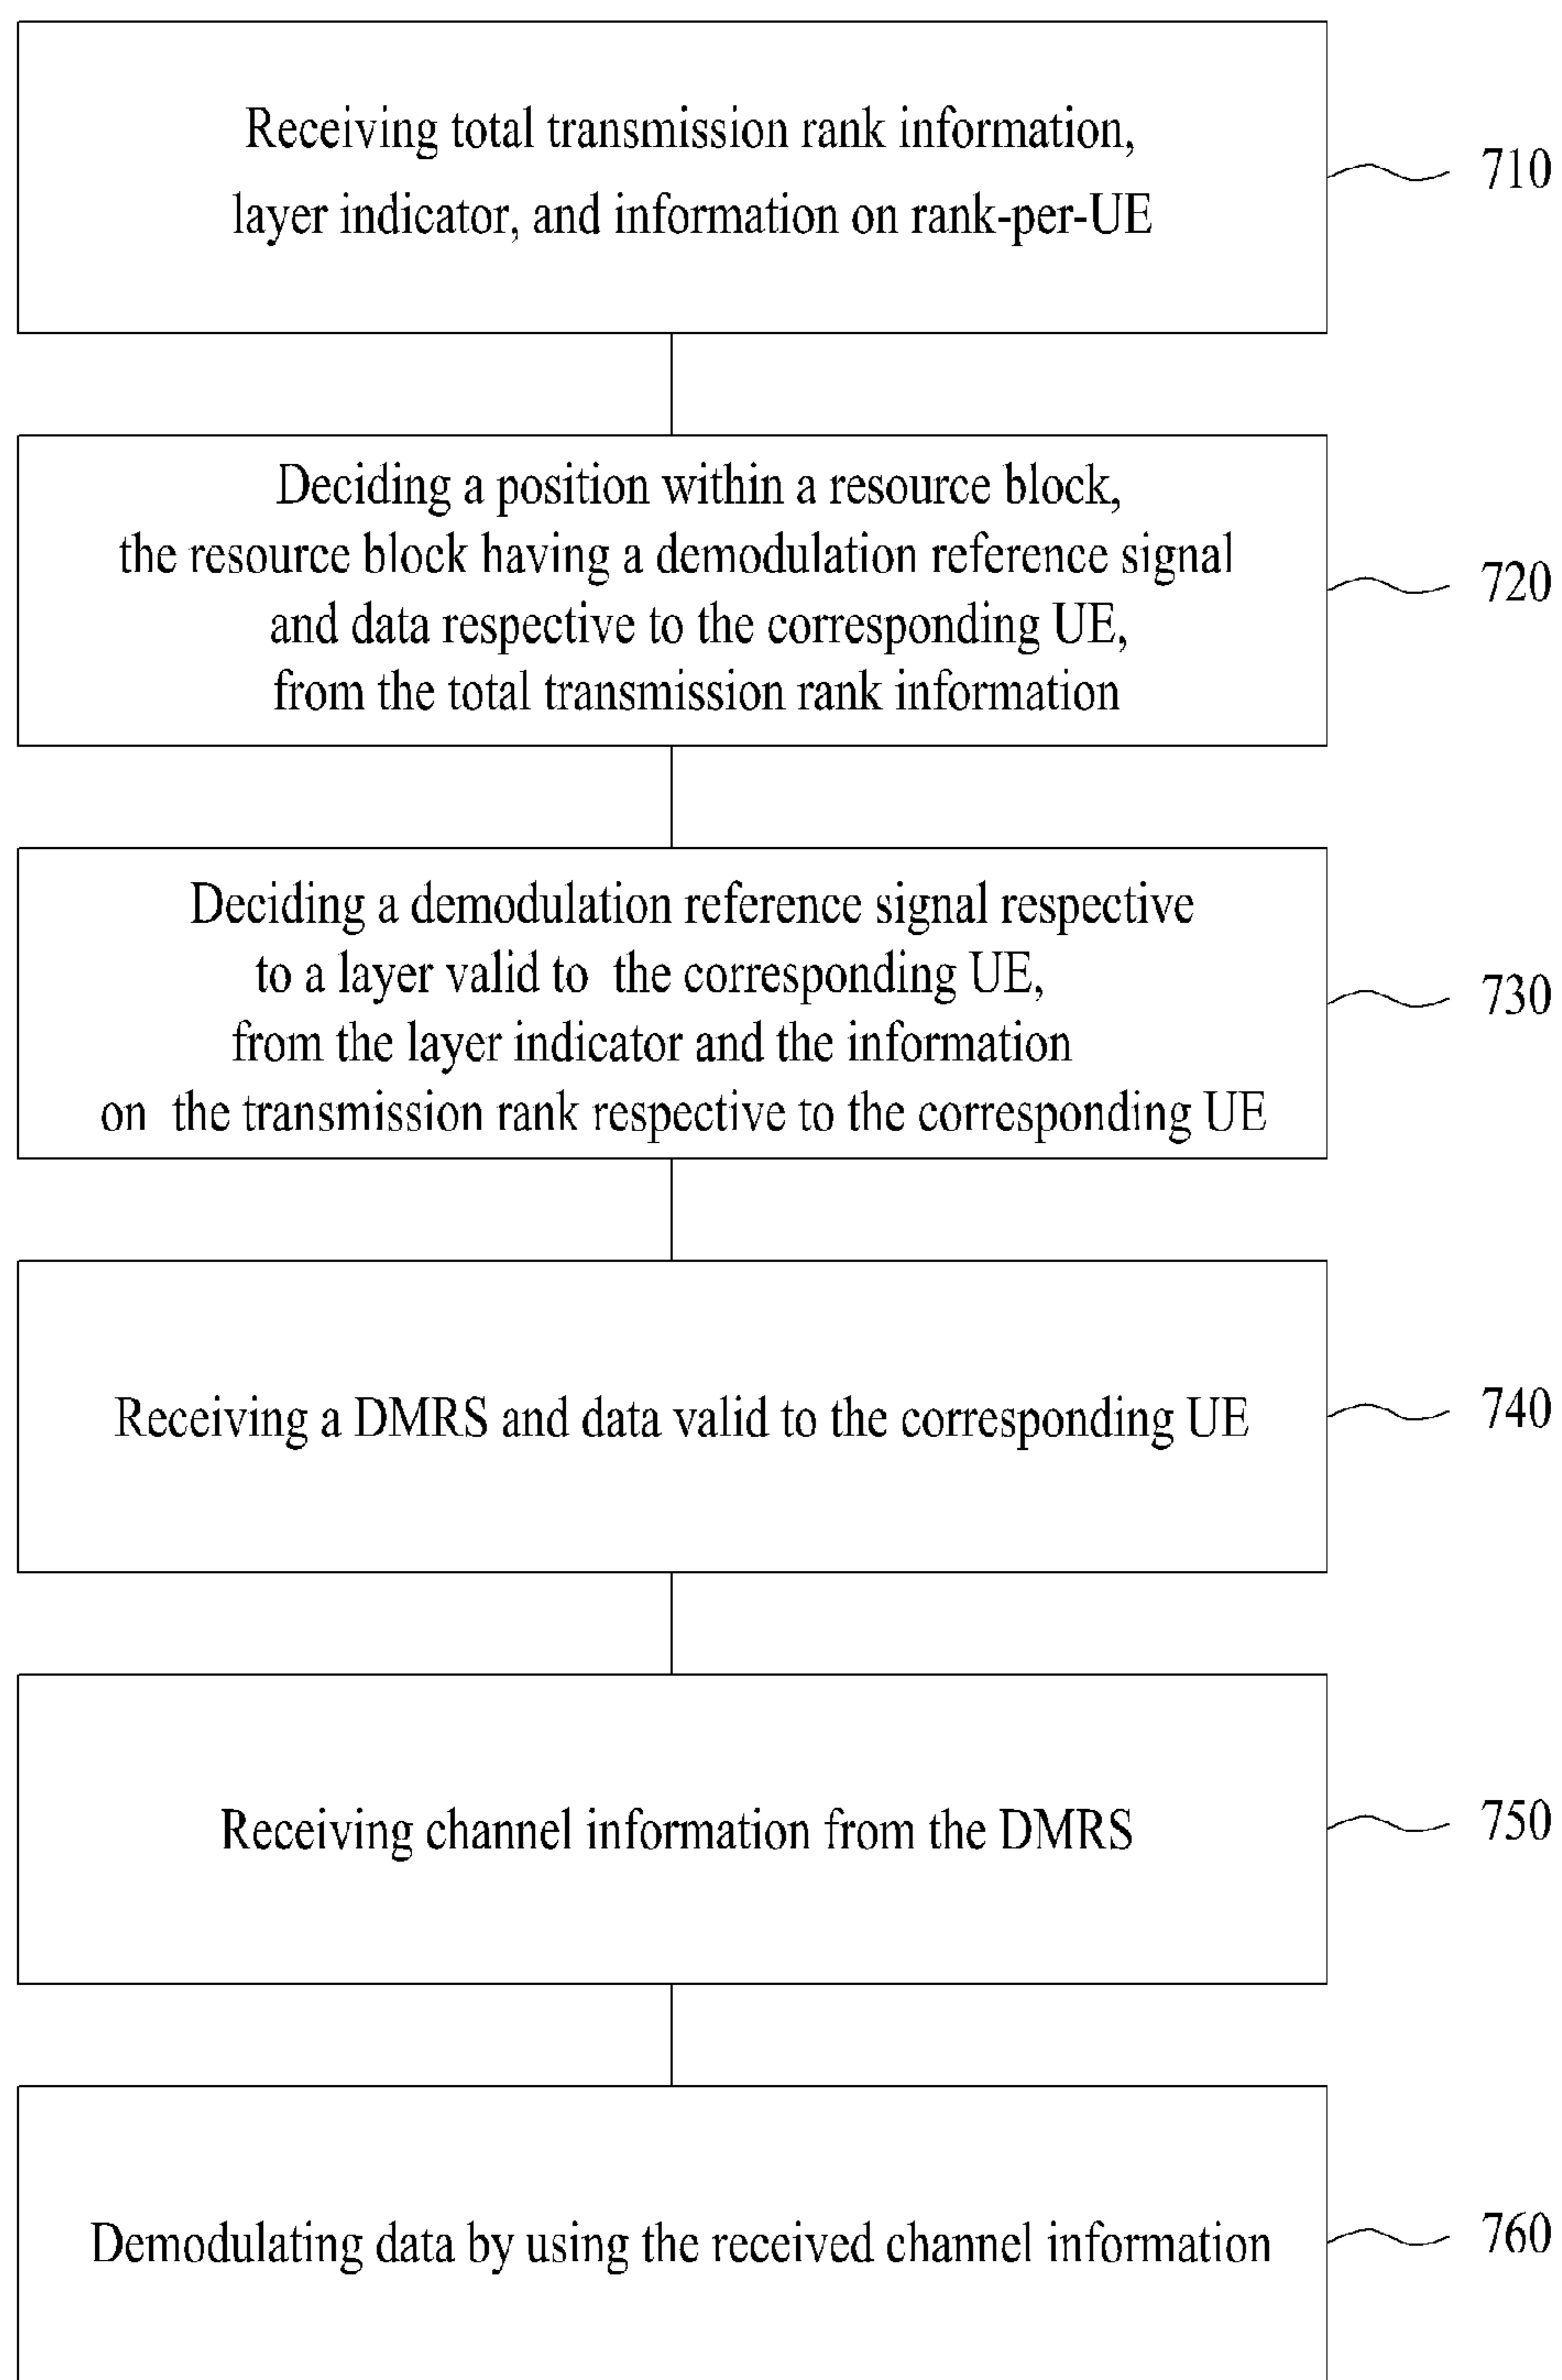 Receiving total transmission rank information,
layer indicator, and information on rank-per-UE
710
Deciding a position within a resource block,
the resource block having a demodulation reference signal
and data respective to the corresponding UE,
from the total transmission rank information
720
Deciding a demodulation reference signal respective
to a layer valid to the corresponding UE,
from the layer indicator and the information
on the transmission rank respective to the corresponding UE
730
Receiving a DMRS and data valid to the corresponding UE
740
Receiving channel information from the DMRS
750
Demodulating data by using the received channel information
760